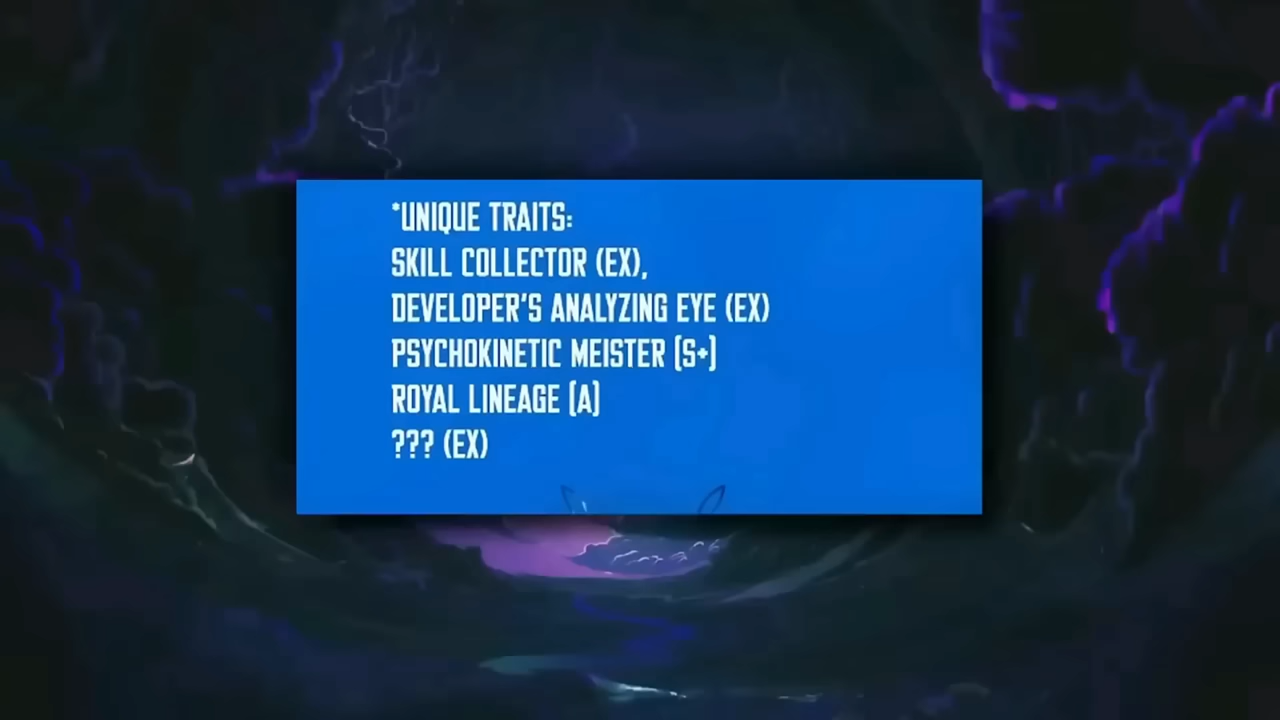 *UNIQUE TRAITS:
SKILL COLLECTOR (EX),
DEVELOPER'S ANALYZING EYE (EX)
PSYCHOKINETIC MEISTER [S+]
ROYAL LINEAGE [A]
??? (EX)